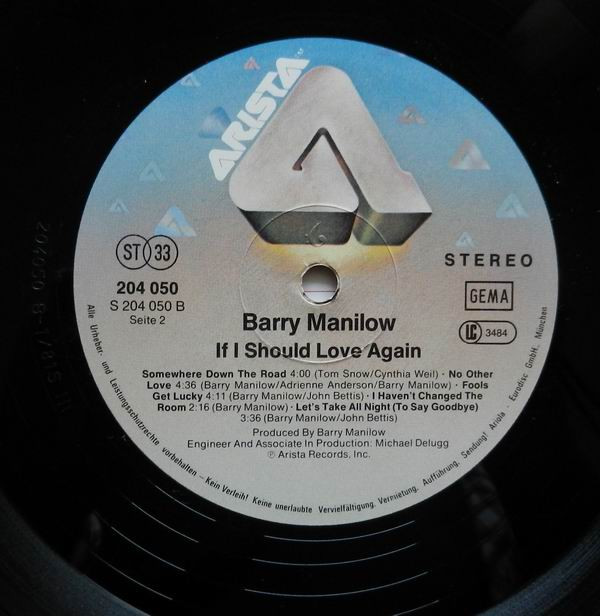 ARISTA
ST 33
204 050
S 204 050 B
Seite 2
STEREO
GEMA
LC 3484
Barry Manilow
If I Should Love Again
Somewhere Down The Road 4:00 (Tom Snow/Cynthia Weil) · No Other
Love 4:36 (Barry Manilow/Adrienne Anderson/Barry Manilow) · Fools
Get Lucky 4:11 (Barry Manilow/John Bettis) · I Haven't Changed The
Room 2:16 (Barry Manilow) · Let's Take All Night (To Say Goodbye)
3:36 (Barry Manilow/John Bettis)
Produced By Barry Manilow
Engineer And Associate In Production: Michael Delugg
℗ Arista Records, Inc.
Alle Urheber- und Leistungsschutzrechte vorbehalten – Kein Verleih! Keine unerlaubte Vervielfältigung, Vermietung, Aufführung, Sendung! Ariola - Eurodisc GmbH, München